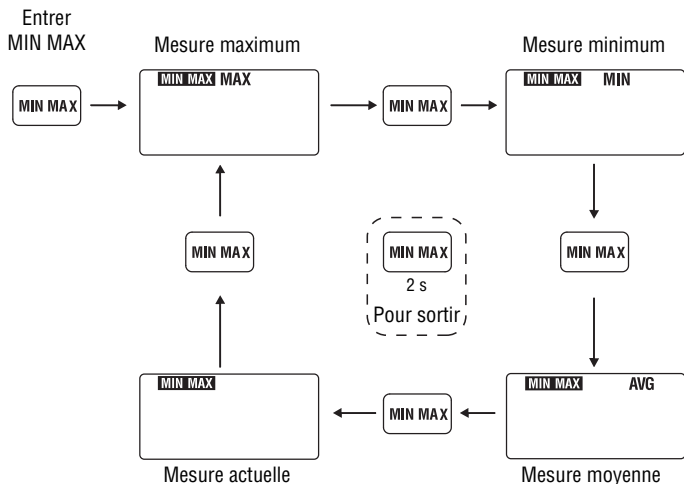 Entrer
MIN MAX
Mesure maximum
Mesure minimum
MIN MAX
MIN MAX MAX
MIN MAX
MIN MAX MIN
MIN MAX
MIN MAX
2 s
Pour sortir
MIN MAX
MIN MAX
MIN MAX
MIN MAX AVG
Mesure actuelle
Mesure moyenne